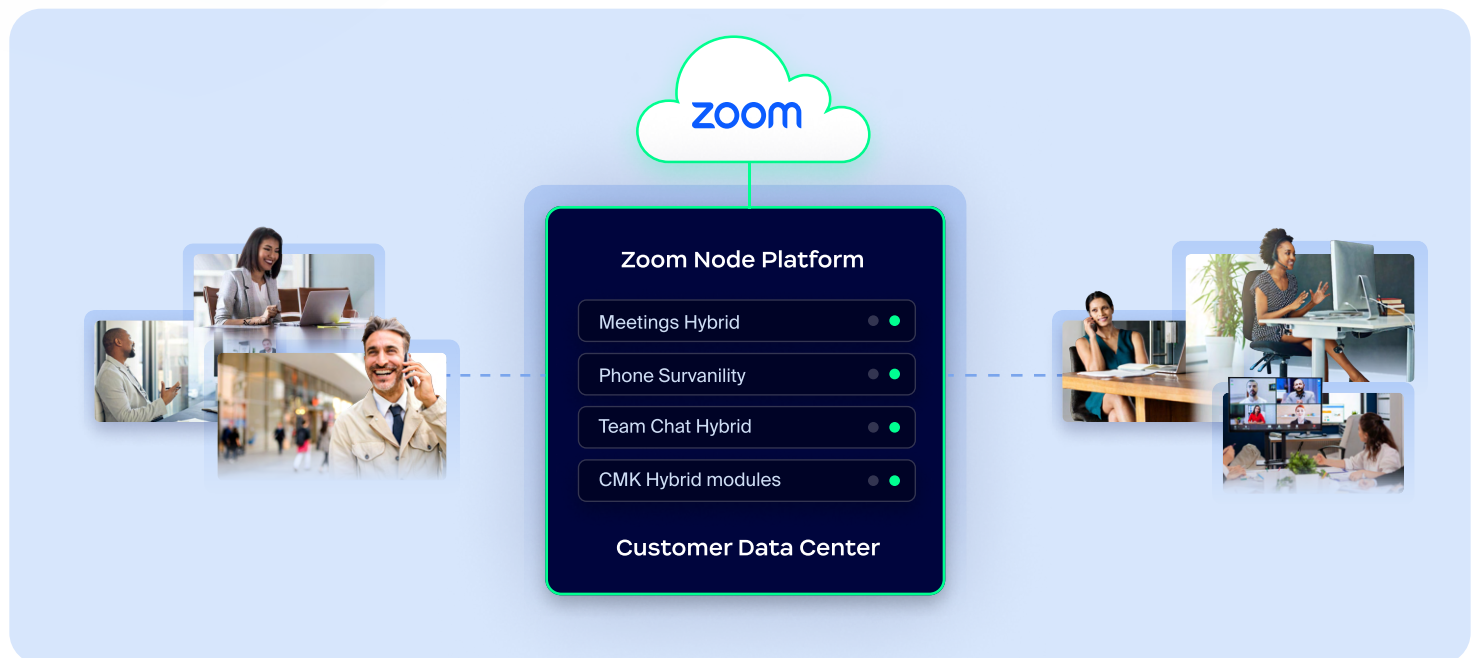 zoom
Zoom Node Platform
Meetings Hybrid
Phone Survanility
Team Chat Hybrid
CMK Hybrid modules
Customer Data Center